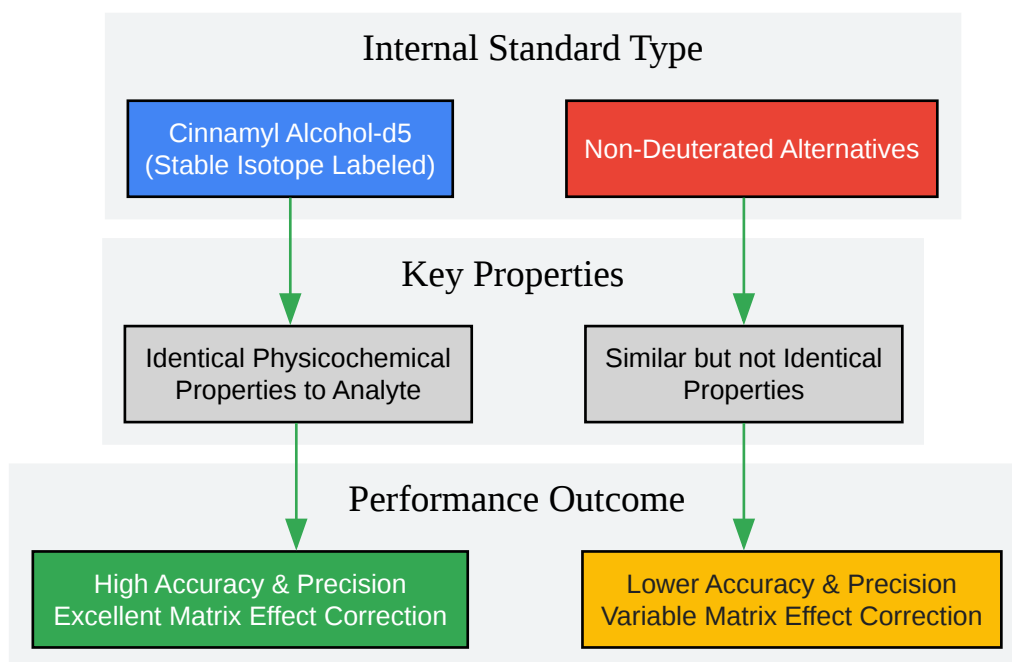 Internal Standard Type
Cinnamyl Alcohol-d5
(Stable Isotope Labeled)
Non-Deuterated Alternatives
Key Properties
Identical Physicochemical
Properties to Analyte
Similar but not Identical
Properties
Performance Outcome
High Accuracy & Precision
Excellent Matrix Effect Correction
Lower Accuracy & Precision
Variable Matrix Effect Correction